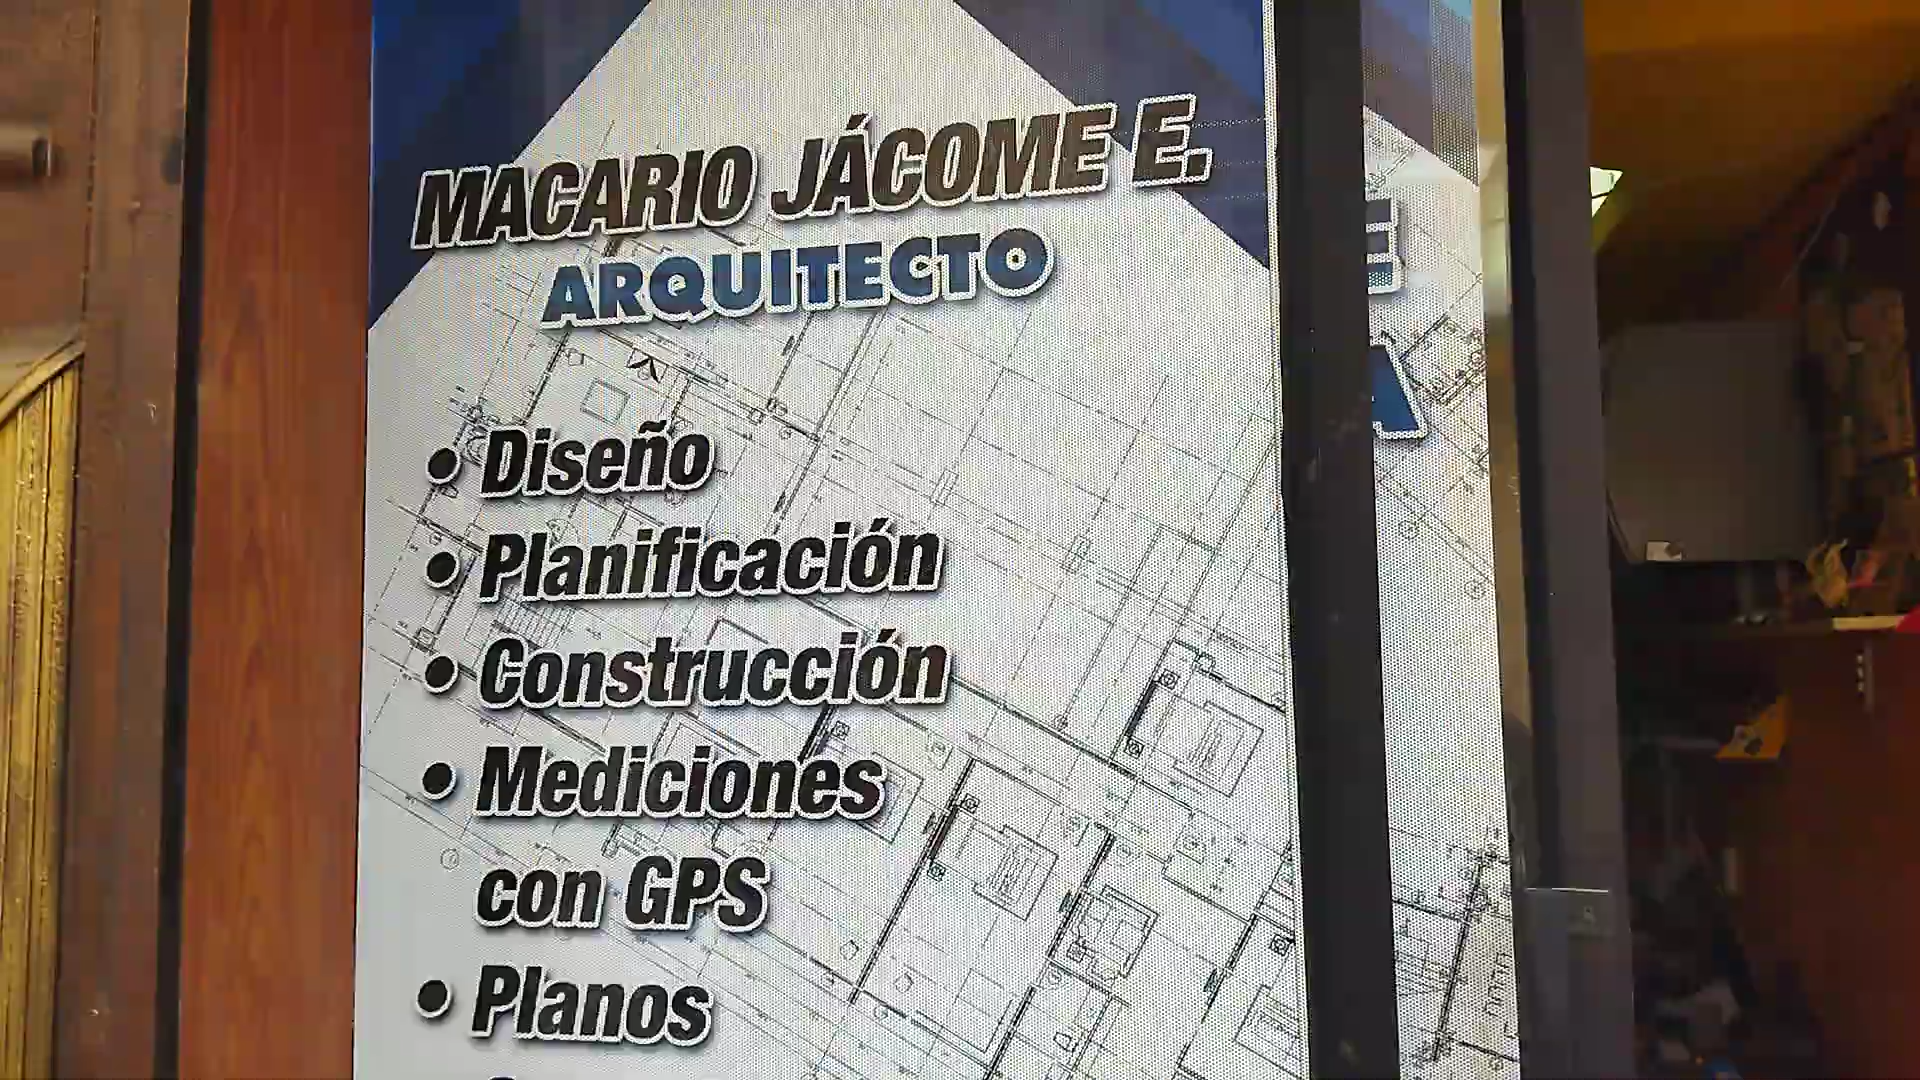 MACARIO JÁCOME E.
ARQUITECTO
• Diseño
• Planificación
• Construcción
• Mediciones
con GPS
• Planos
E
A